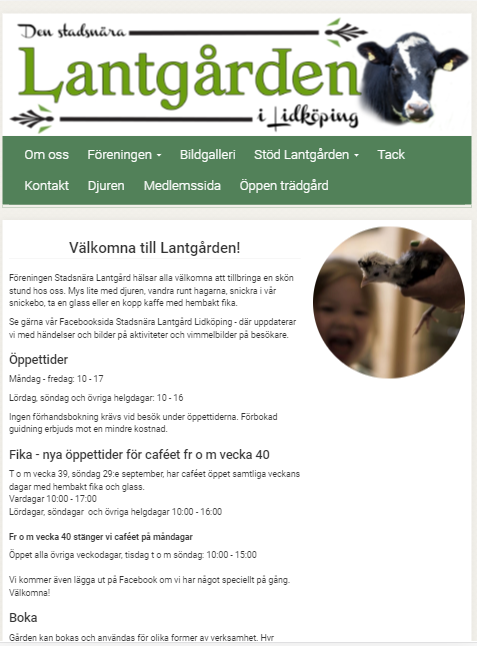 Den stadsnära
Lantgården
i Lidköping
Om oss Föreningen Bildgalleri Stöd Lantgården Tack
Kontakt Djuren Medlemssida Öppen trädgård
Välkomna till Lantgården!
Föreningen Stadsnära Lantgård hälsar alla välkomna att tillbringa en skön
stund hos oss. Mys lite med djuren, vandra runt hagarna, snickra i vår
snickebo, ta en glass eller en kopp kaffe med hembakt fika.
Se gärna vår Facebooksida Stadsnära Lantgård Lidköping - där uppdaterar
vi med händelser och bilder på aktiviteter och vimmelbilder på besökare.
Öppettider
Måndag - fredag: 10 - 17
Lördag, söndag och övriga helgdagar: 10 - 16
Ingen förhandsbokning krävs vid besök under öppettiderna. Förbokad
guidning erbjuds mot en mindre kostnad.
Fika - nya öppettider för caféet fr o m vecka 40
T o m vecka 39, söndag 29:e september, har caféet öppet samtliga veckans
dagar med hembakt fika och glass.
Vardagar 10:00 - 17:00
Lördagar, söndagar och övriga helgdagar 10:00 - 16:00
Fr o m vecka 40 stänger vi caféet på måndagar
Öppet alla övriga veckodagar, tisdag t o m söndag: 10:00 - 15:00
Vi kommer även lägga ut på Facebook om vi har något speciellt på gång.
Välkomna!
Boka
Gården kan bokas och användas för olika former av verksamhet. Hyr